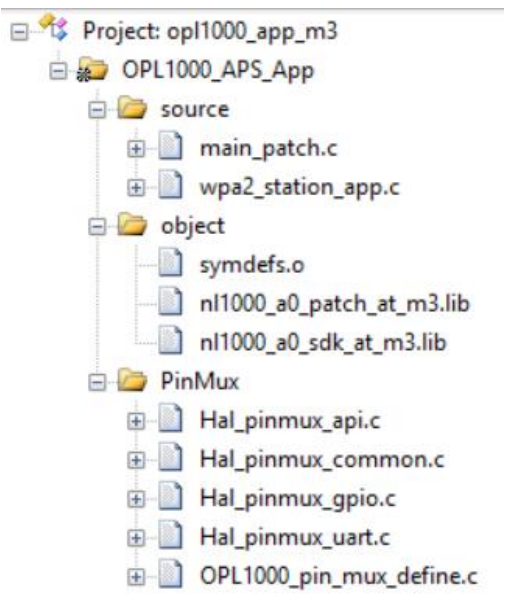 Project: opl1000_app_m3
OPL1000_APS_App
source
main_patch.c
wpa2_station_app.c
object
symdefs.o
nl1000_a0_patch_at_m3.lib
nl1000_a0_sdk_at_m3.lib
PinMux
Hal_pinmux_api.c
Hal_pinmux_common.c
Hal_pinmux_gpio.c
Hal_pinmux_uart.c
OPL1000_pin_mux_define.c